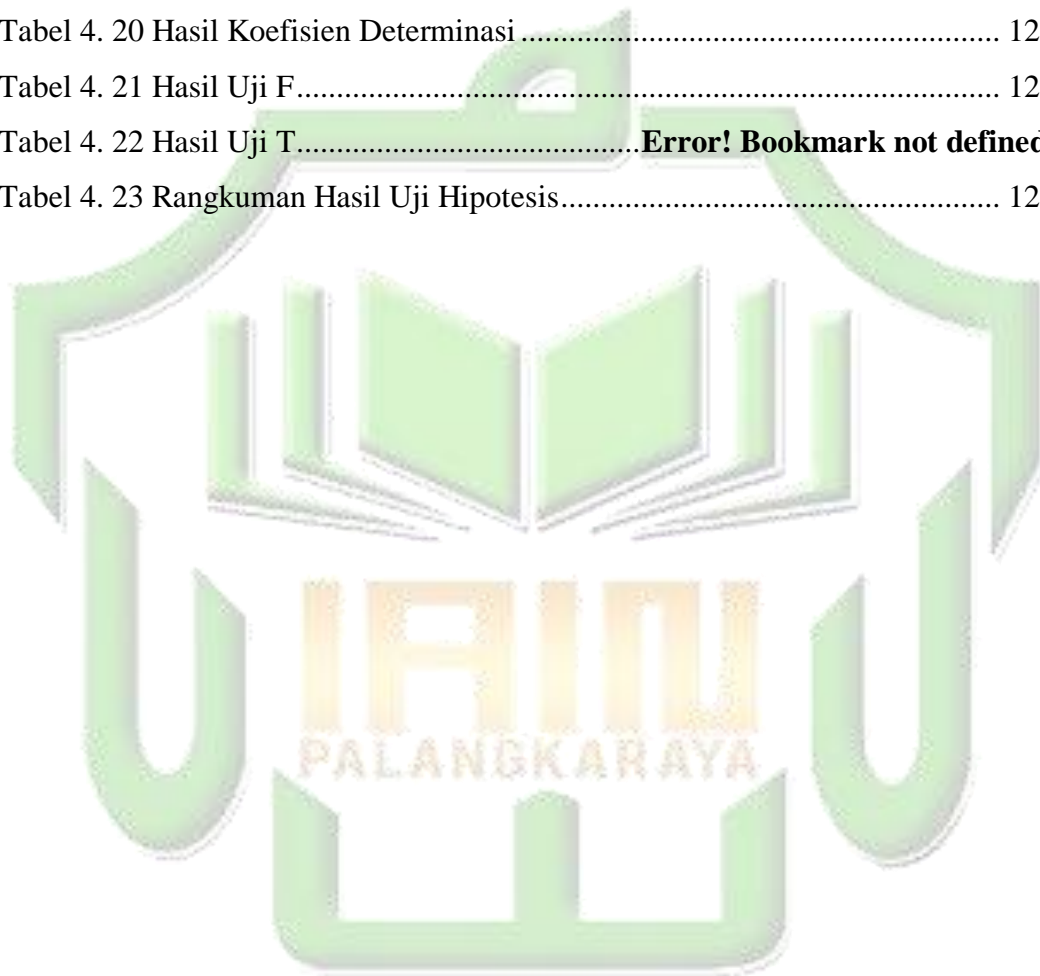 Tabel 4. 20 Hasil Koefisien Determinasi............................................................ 12
Tabel 4. 21 Hasil Uji F........................................................................................ 12
Tabel 4. 22 Hasil Uji T...........................................Error! Bookmark not defined
Tabel 4. 23 Rangkuman Hasil Uji Hipotesis....................................................... 12
IAIN
PALANGKARAYA